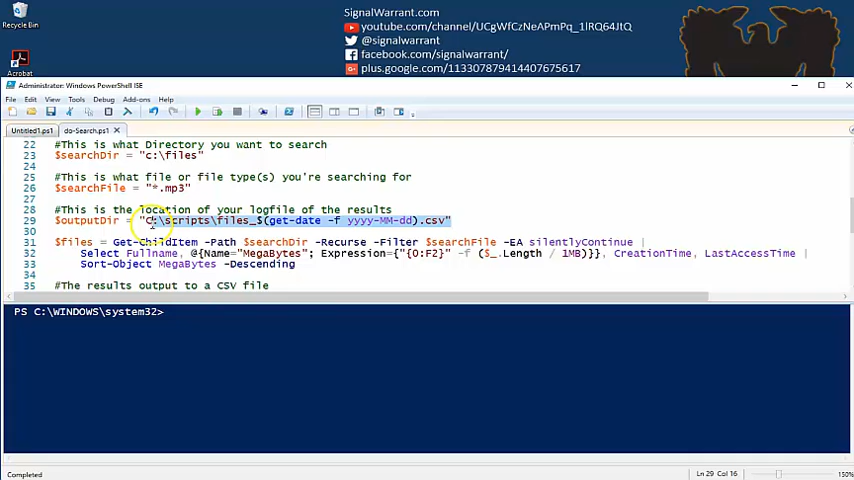 SignalWarrant.com
youtube.com/channel/UCgWfCzNeAPmPq_1lRQ64JtQ
@signalwarrant
facebook.com/signalwarrant/
plus.google.com/113307879414407675617
Recycle Bin
Acrobat
Administrator: Windows PowerShell ISE
File Edit View Tools Debug Add-ons Help
Untitled1.ps1 do-Search.ps1
22 #This is what Directory you want to search
23 $searchDir = "c:\files"
24
25 #This is what file or file type(s) you're searching for
26 $searchFile = "*.mp3"
27
28 #This is the location of your logfile of the results
29 $outputDir = "C:\scripts\files_$(get-date -f yyyy-MM-dd).csv"
30
31 $files = Get-ChildItem -Path $searchDir -Recurse -Filter $searchFile -EA silentlyContinue |
32 Select Fullname, @{Name="MegaBytes"; Expression={"{0:F2}" -f ($_.Length / 1MB)}}, CreationTime, LastAccessTime |
33 Sort-Object MegaBytes -Descending
34
35 #The results output to a CSV file
PS C:\WINDOWS\system32>
Completed
Ln 29 Col 16
150%